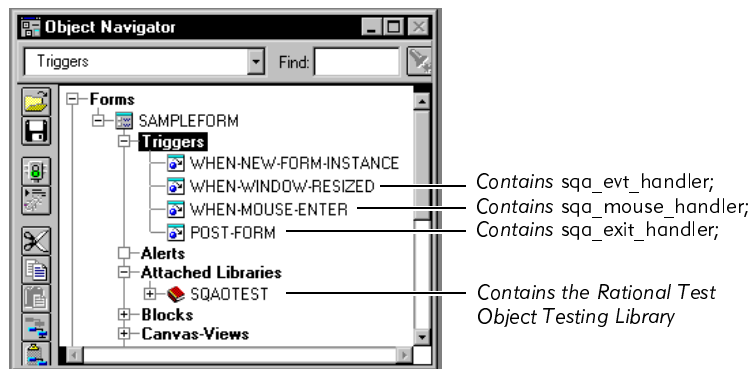 Object Navigator
Triggers
Find:
Forms
SAMPLEFORM
Triggers
WHEN-NEW-FORM-INSTANCE
WHEN-WINDOW-RESIZED
Contains sqa_evt_handler;
WHEN-MOUSE-ENTER
Contains sqa_mouse_handler;
POST-FORM
Contains sqa_exit_handler;
Alerts
Attached Libraries
SQAOTEST
Contains the Rational Test
Object Testing Library
Blocks
Canvas-Views